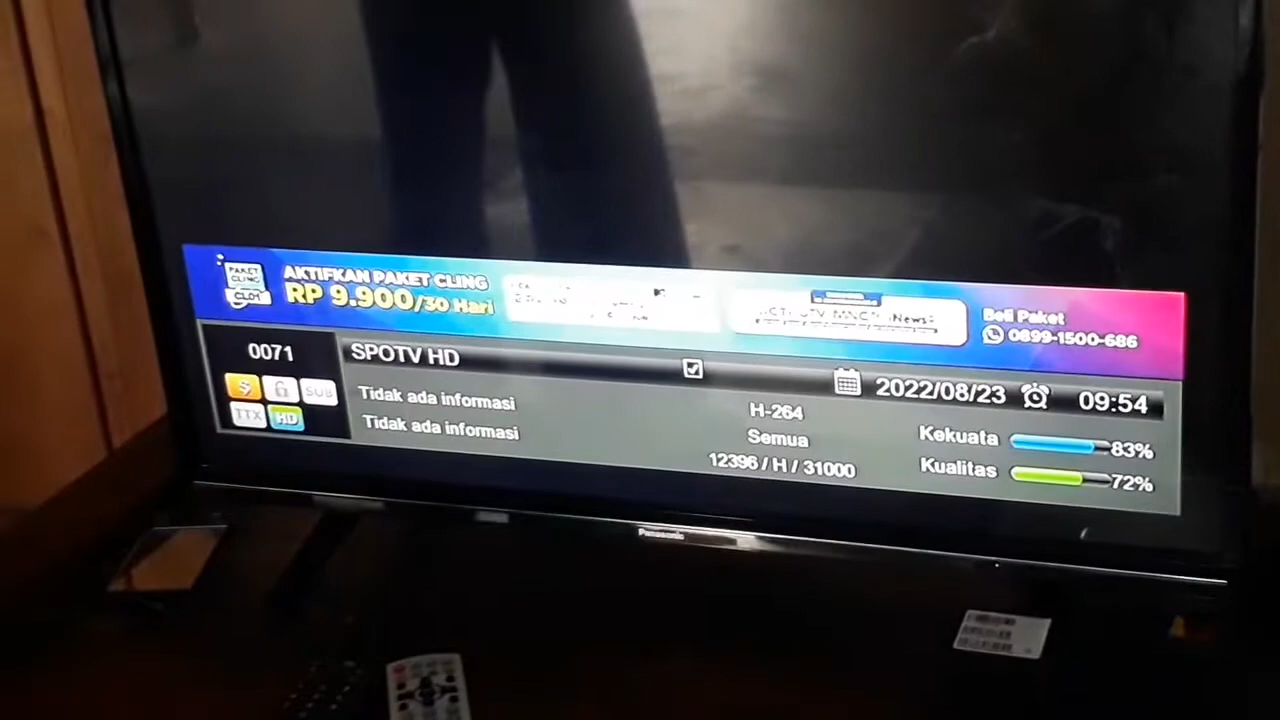 PAKET
CLING
AKTIFKAN PAKET CLING
RP 9.900/30 Hari
Beli Paket
0899-1500-686
0071
SPOTV HD
2022/08/23
09:54
$
SUB
TTX
HD
Tidak ada informasi
Tidak ada informasi
H-264
Semua
12396 / H / 31000
Kekuata
83%
Kualitas
72%
iNews
Panasonic